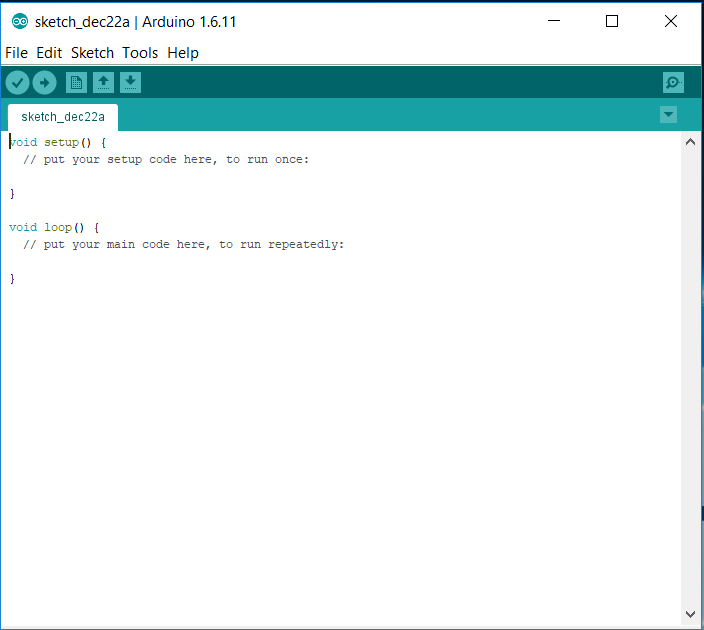 sketch_dec22a | Arduino 1.6.11
File Edit Sketch Tools Help
sketch_dec22a
void setup() {
  // put your setup code here, to run once:
}
void loop() {
  // put your main code here, to run repeatedly:
}